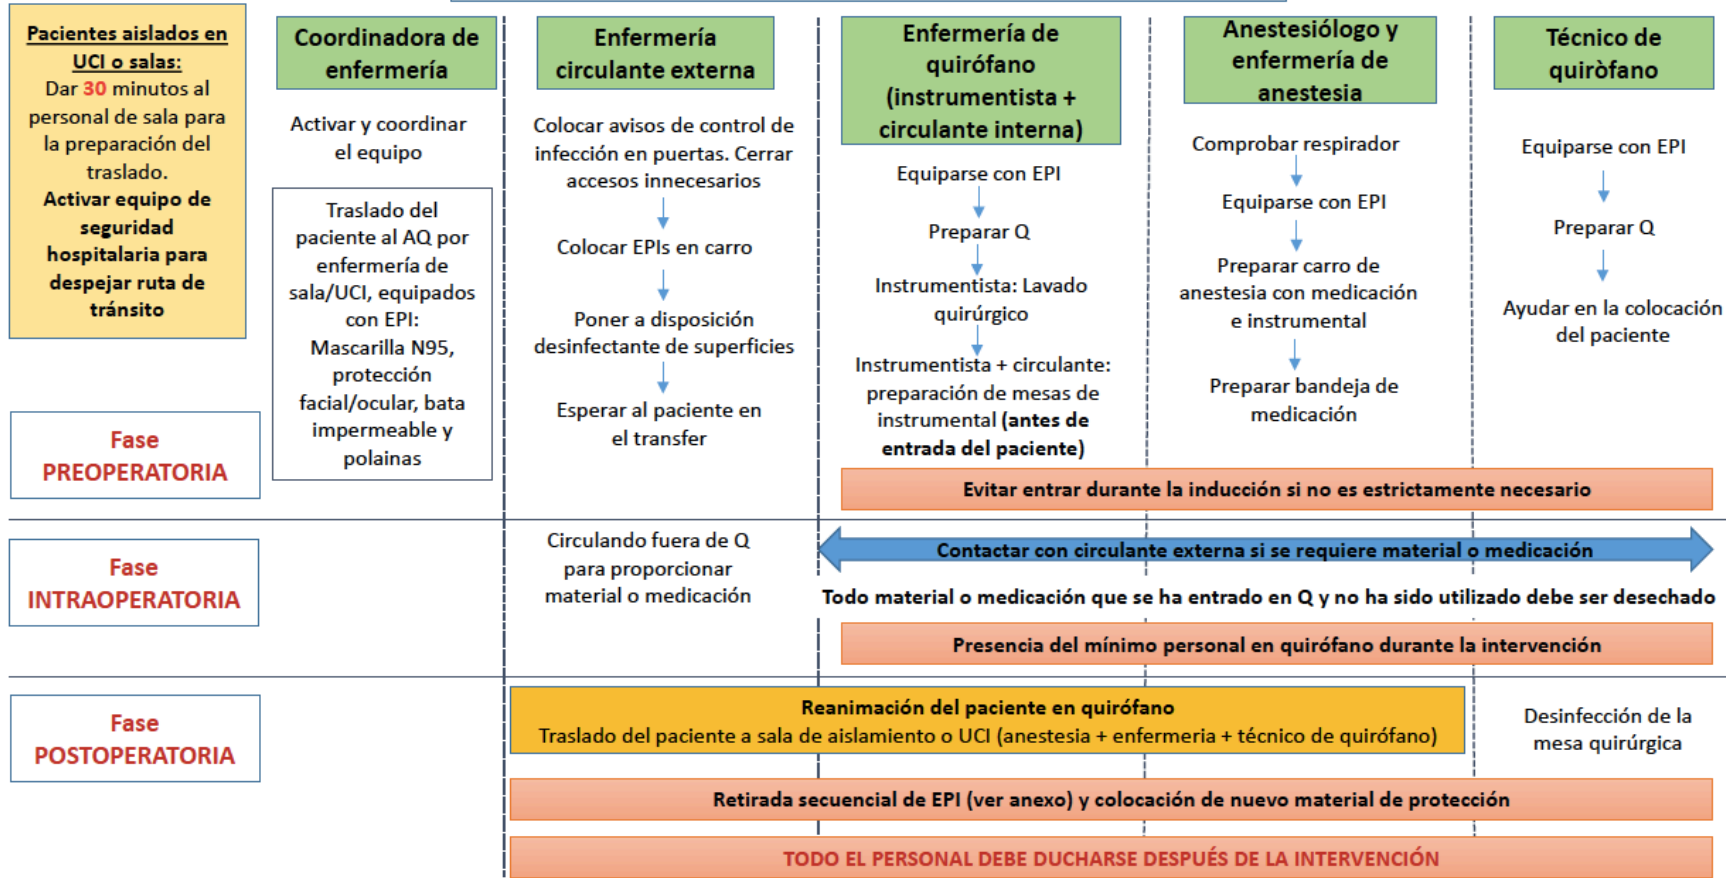 Pacientes aislados en
UCI o salas:
Dar 30 minutos al
personal de sala para
la preparación del
traslado.
Activar equipo de
seguridad
hospitalaria para
despejar ruta de
tránsito
Coordinadora de
enfermería
Activar y coordinar
el equipo
Traslado del
paciente al AQ por
enfermería de
sala/UCI, equipados
con EPI:
Mascarilla N95,
protección
facial/ocular, bata
impermeable y
polainas
Enfermería
circulante externa
Colocar avisos de control de
infección en puertas. Cerrar
accesos innecesarios
Colocar EPIs en carro
Poner a disposición
desinfectante de superficies
Esperar al paciente en
el transfer
Enfermería de
quirófano
(instrumentista +
circulante interna)
Equiparse con EPI
Preparar Q
Instrumentista: Lavado
quirúrgico
Instrumentista + circulante:
preparación de mesas de
instrumental (antes de
entrada del paciente)
Anestesiólogo y
enfermería de
anestesia
Comprobar respirador
Equiparse con EPI
Preparar carro de
anestesia con medicación
e instrumental
Preparar bandeja de
medicación
Técnico de
quiròfano
Equiparse con EPI
Preparar Q
Ayudar en la colocación
del paciente
Fase
PREOPERATORIA
Evitar entrar durante la inducción si no es estrictamente necesario
Fase
INTRAOPERATORIA
Circulando fuera de Q
para proporcionar
material o medicación
Contactar con circulante externa si se requiere material o medicación
Todo material o medicación que se ha entrado en Q y no ha sido utilizado debe ser desechado
Presencia del mínimo personal en quirófano durante la intervención
Fase
POSTOPERATORIA
Reanimación del paciente en quirófano
Traslado del paciente a sala de aislamiento o UCI (anestesia + enfermeria + técnico de quirófano)
Desinfección de la
mesa quirúrgica
Retirada secuencial de EPI (ver anexo) y colocación de nuevo material de protección
TODO EL PERSONAL DEBE DUCHARSE DESPUÉS DE LA INTERVENCIÓN